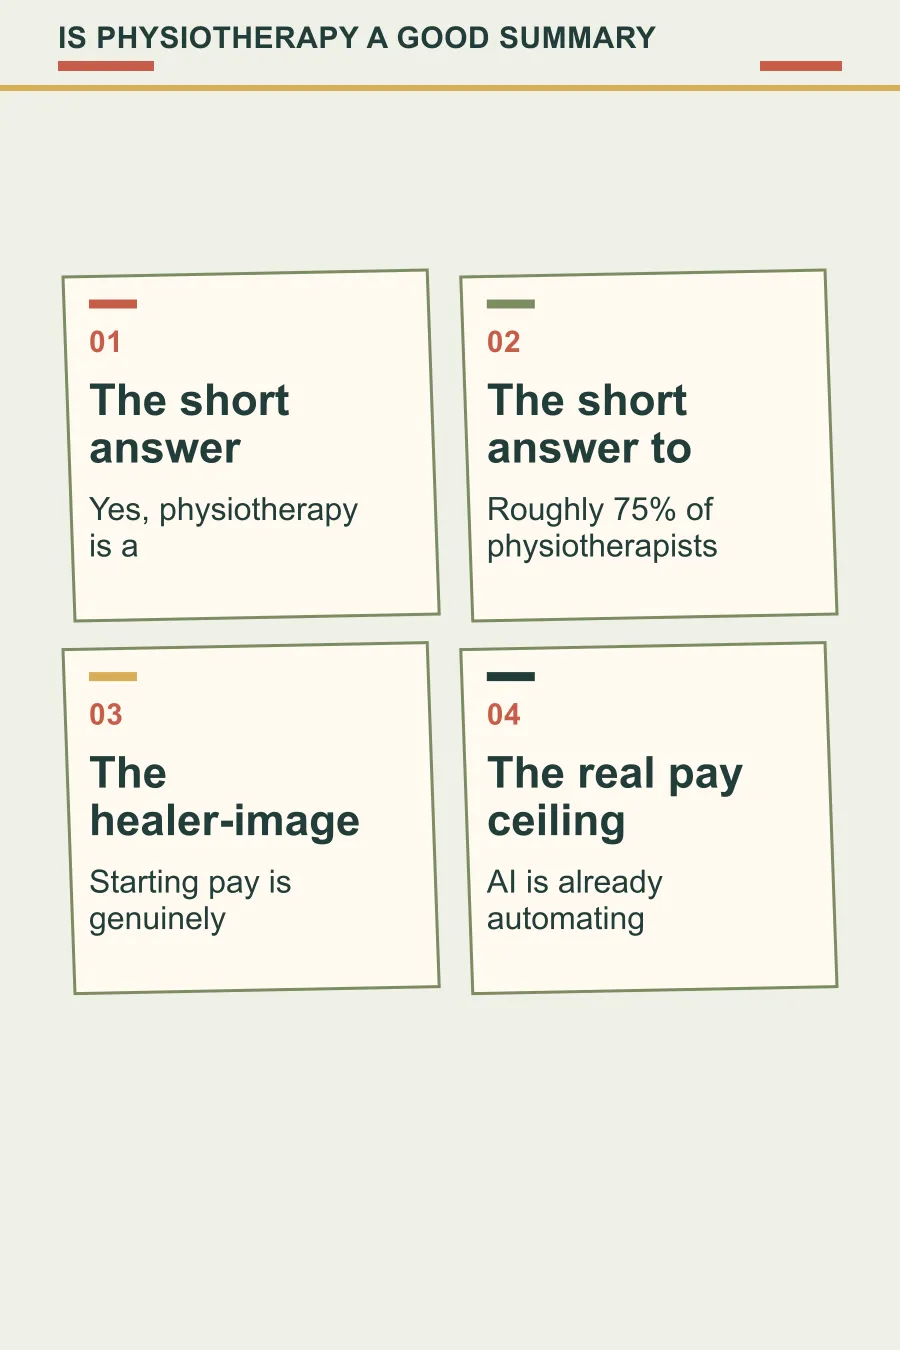 IS PHYSIOTHERAPY A GOOD SUMMARY
01
The short
answer
Yes, physiotherapy
is a
02
The short
answer to
Roughly 75% of
physiotherapists
03
The
healer-image
Starting pay is
genuinely
04
The real pay
ceiling
AI is already
automating